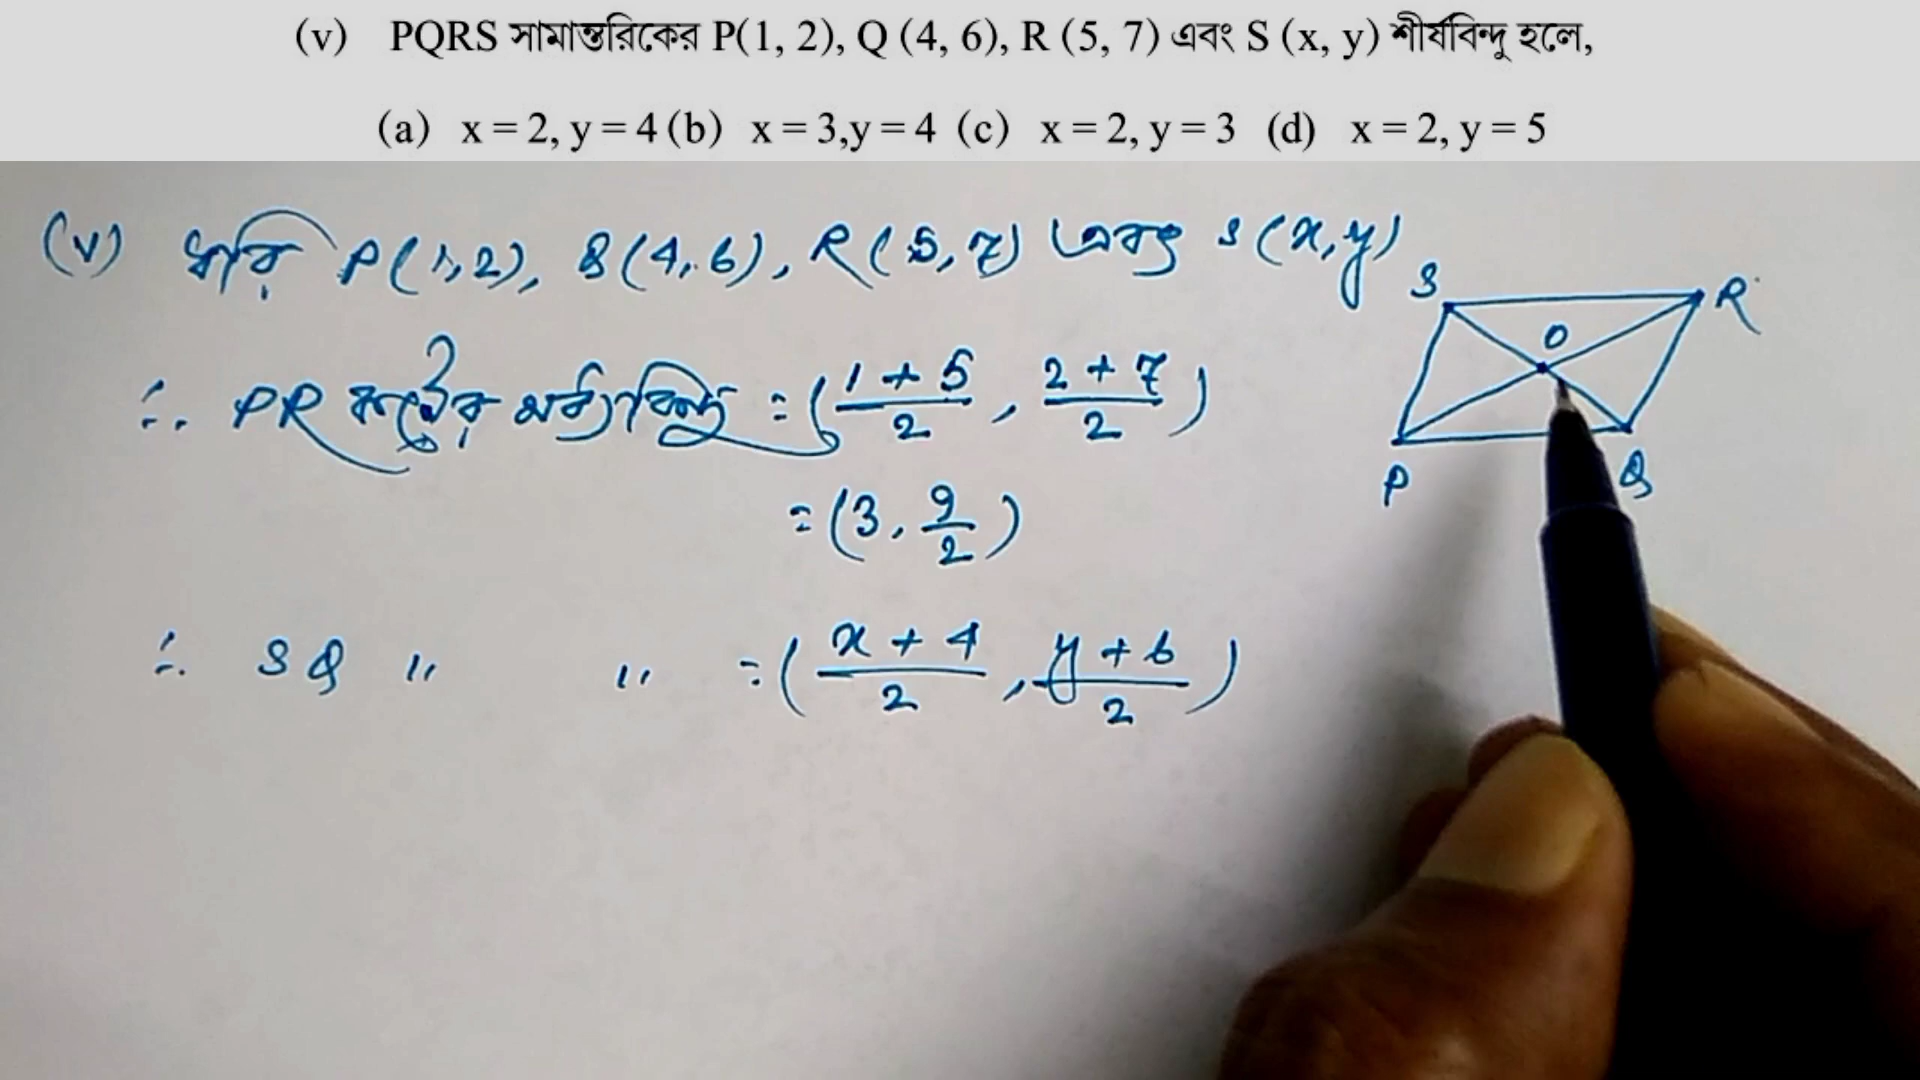 (v) PQRS সামান্তরিকের P(1, 2), Q (4, 6), R (5, 7) এবং S (x, y) শীর্ষবিন্দু হলে,
(a) x = 2, y = 4 (b) x = 3,y = 4 (c) x = 2, y = 3 (d) x = 2, y = 5
(v) ধরি P(1,2), Q(4,6), R(5,7) এবং S(x,y)
S R
O
∴ PR কর্ণের মধ্যবিন্দু = (1+5/2, 2+7/2)
P Q
= (3, 9/2)
∴ SQ " " = (x+4/2, y+6/2)